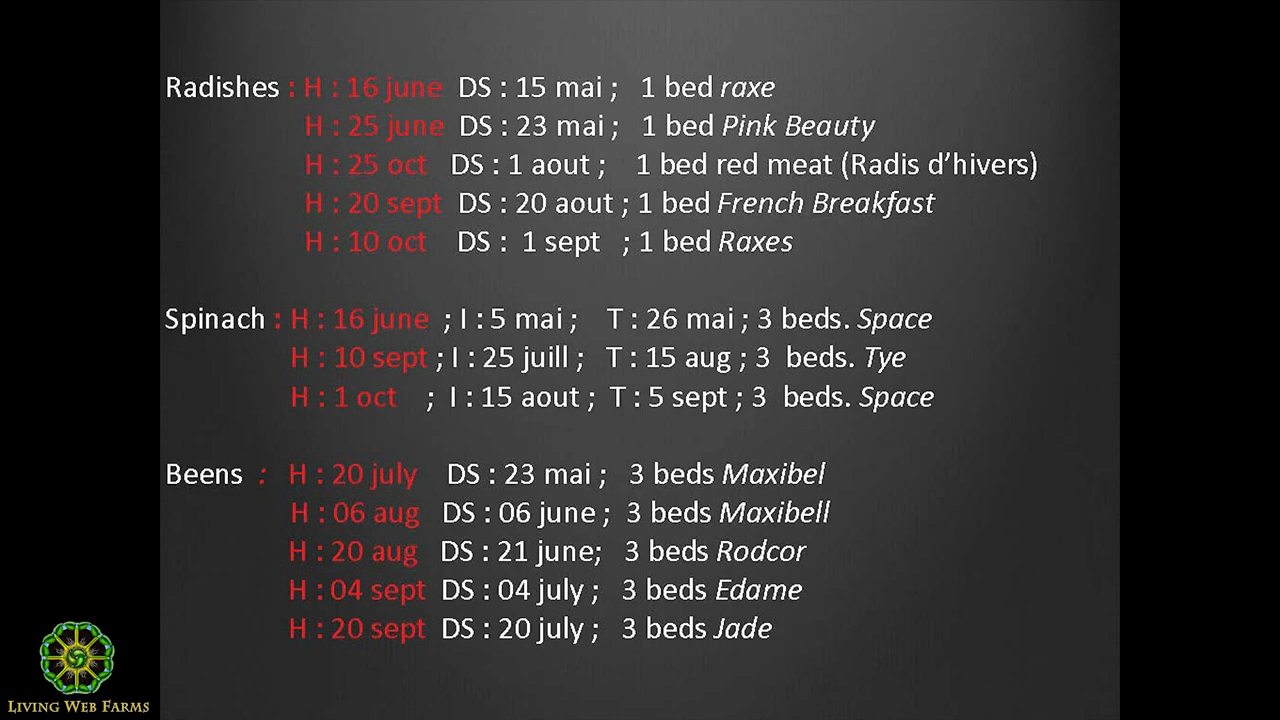 Radishes : H : 16 june DS : 15 mai ; 1 bed raxe
H : 25 june DS : 23 mai ; 1 bed Pink Beauty
H : 25 oct DS : 1 aout ; 1 bed red meat (Radis d’hivers)
H : 20 sept DS : 20 aout ; 1 bed French Breakfast
H : 10 oct DS : 1 sept ; 1 bed Raxes
Spinach : H : 16 june ; I : 5 mai ; T : 26 mai ; 3 beds. Space
H : 10 sept ; I : 25 juill ; T : 15 aug ; 3 beds. Tye
H : 1 oct ; I : 15 aout ; T : 5 sept ; 3 beds. Space
Beens : H : 20 july DS : 23 mai ; 3 beds Maxibel
H : 06 aug DS : 06 june ; 3 beds Maxibell
H : 20 aug DS : 21 june; 3 beds Rodcor
H : 04 sept DS : 04 july ; 3 beds Edame
H : 20 sept DS : 20 july ; 3 beds Jade
LIVING WEB FARMS